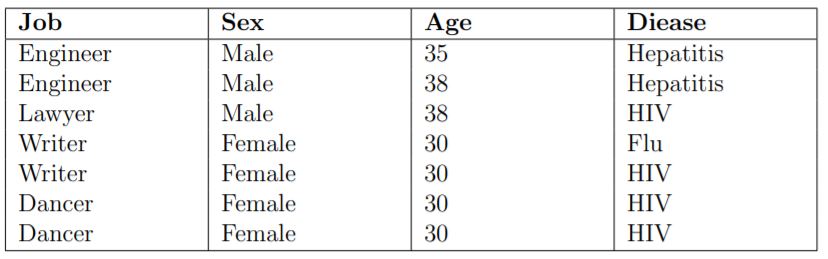 Job Sex Age Diease
Engineer Male 35 Hepatitis
Engineer Male 38 Hepatitis
Lawyer Male 38 HIV
Writer Female 30 Flu
Writer Female 30 HIV
Dancer Female 30 HIV
Dancer Female 30 HIV